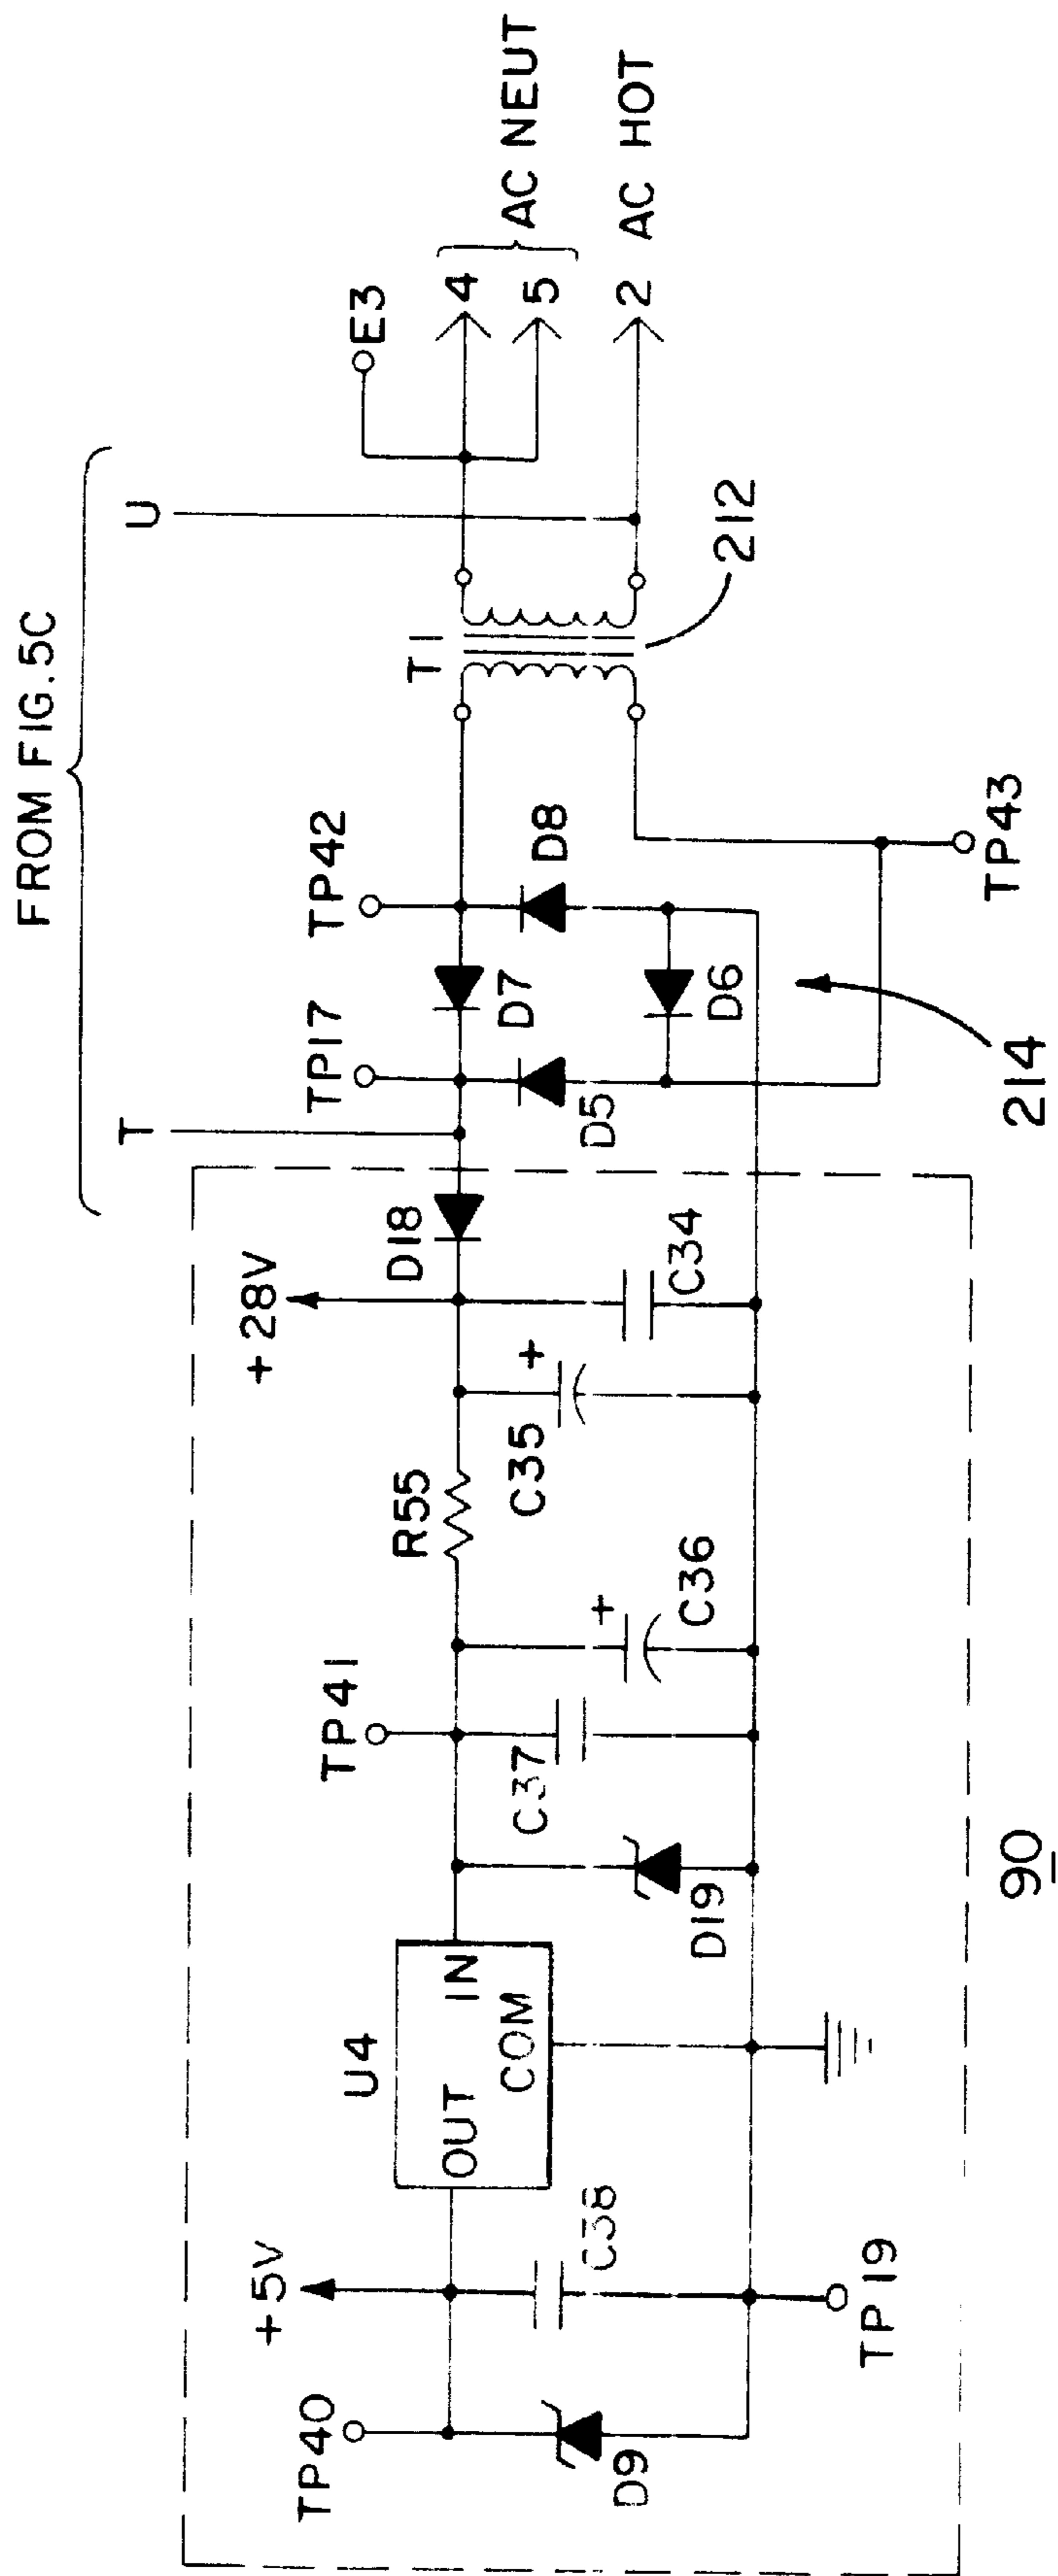 FROM FIG. 5C
T
U
TP17
TP42
E3
4
5
AC NEUT
2
AC HOT
T1
212
D7
D8
D5
D6
214
TP43
+28V
D18
C34
C35
+
R55
C36
+
TP41
C37
D19
U4
IN
OUT
COM
+5V
C38
TP40
D9
TP19
90